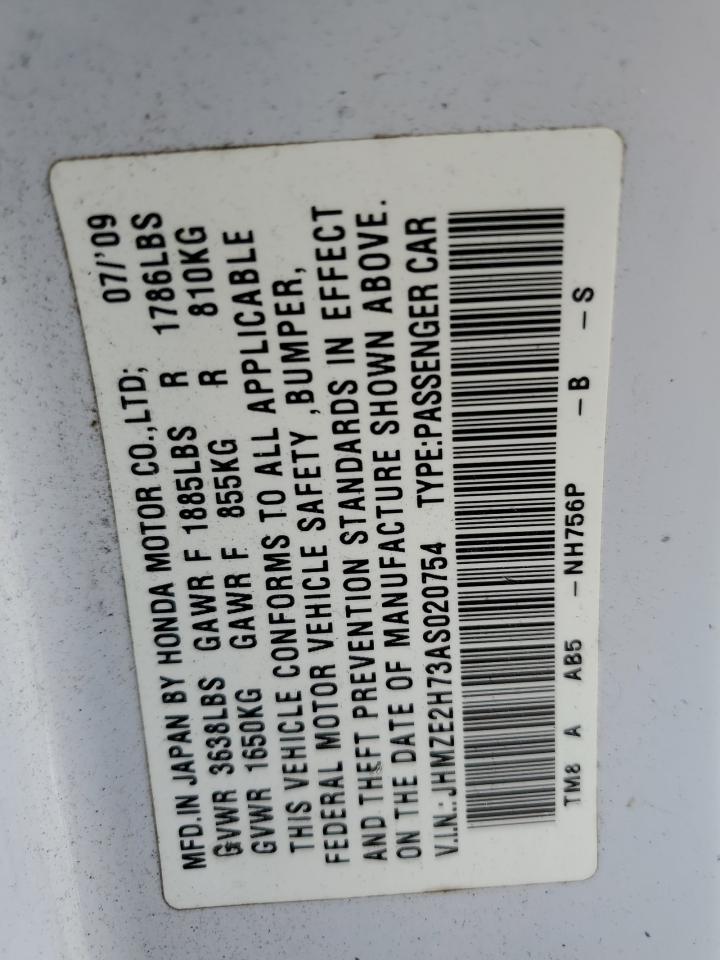 MFD.IN JAPAN BY HONDA MOTOR CO.,LTD; 07/'09
GVWR 3638LBS GAWR F 1885LBS R 1786LBS
GVWR 1650KG GAWR F 855KG R 810KG
THIS VEHICLE CONFORMS TO ALL APPLICABLE
FEDERAL MOTOR VEHICLE SAFETY ,BUMPER,
AND THEFT PREVENTION STANDARDS IN EFFECT
ON THE DATE OF MANUFACTURE SHOWN ABOVE.
V.I.N.: JHMZE2H73AS020754 TYPE:PASSENGER CAR
TM8 A AB5 -NH756P -B -S